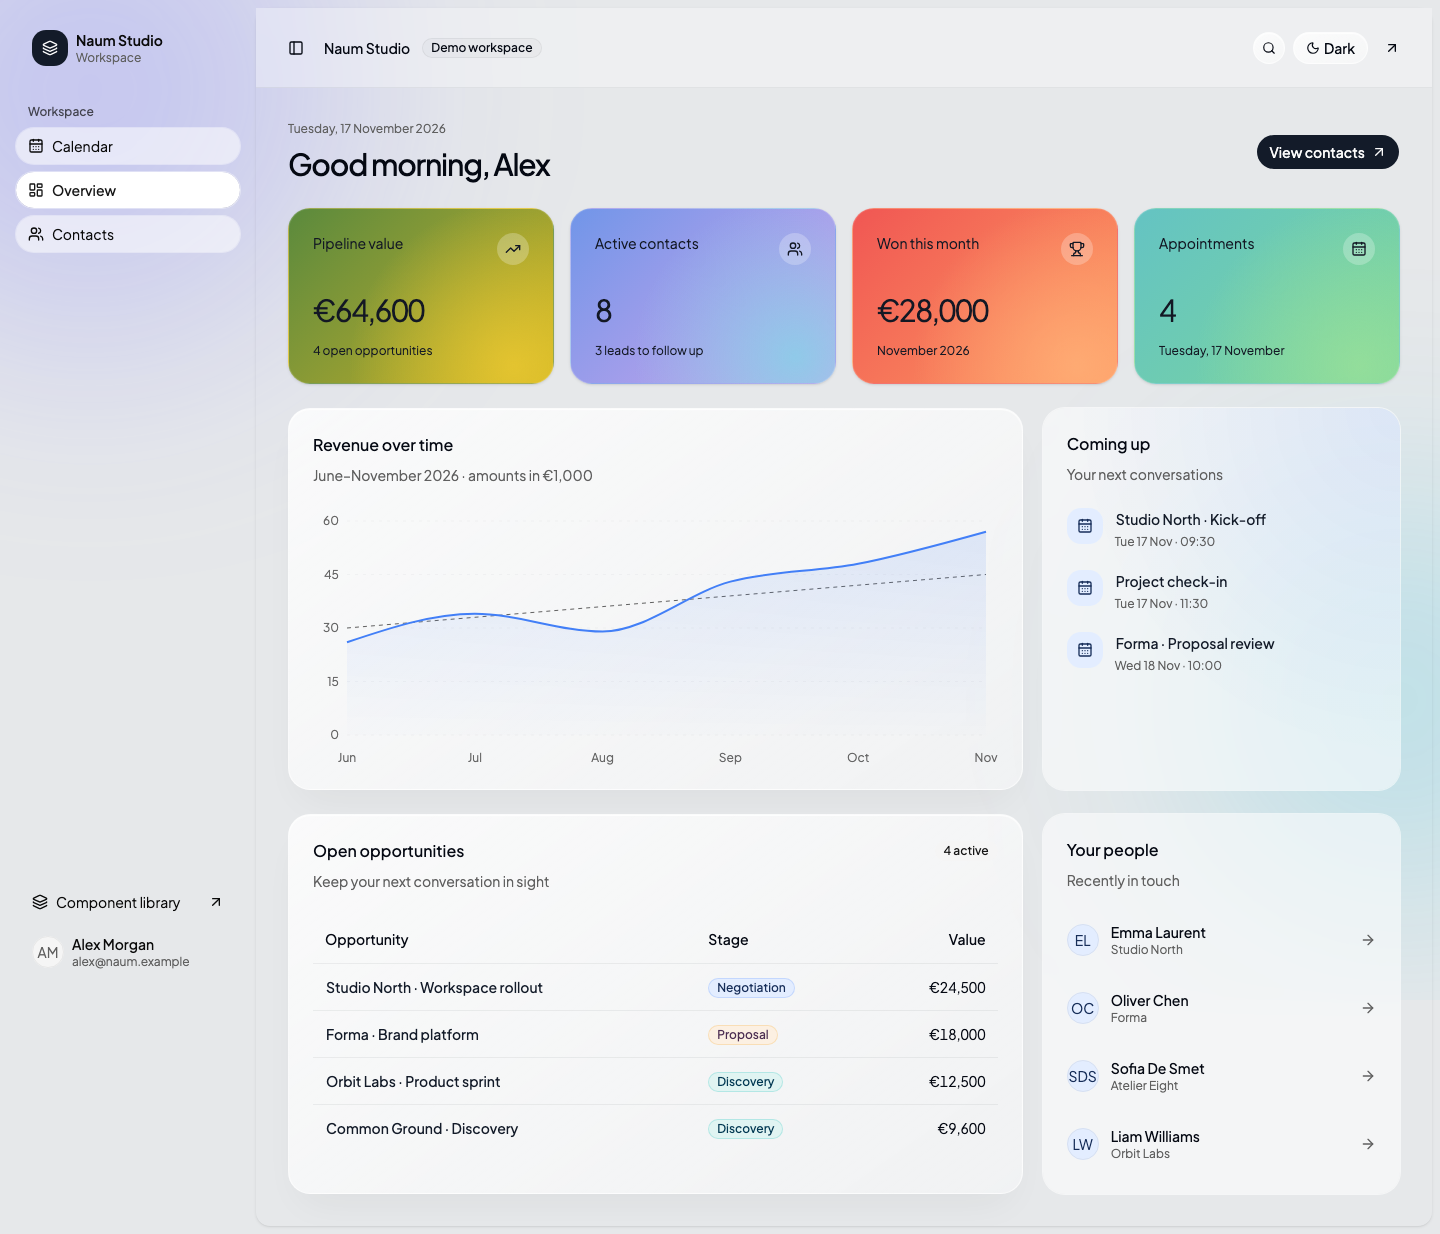 Naum Studio
Workspace
Workspace
Calendar
Overview
Contacts
Component library
AM
Alex Morgan
alex@naum.example
Naum Studio
Demo workspace
Dark
Tuesday, 17 November 2026
Good morning, Alex
View contacts
Pipeline value
€64,600
4 open opportunities
Active contacts
8
3 leads to follow up
Won this month
€28,000
November 2026
Appointments
4
Tuesday, 17 November
Revenue over time
June–November 2026 · amounts in €1,000
60
45
30
15
0
Jun Jul Aug Sep Oct Nov
Coming up
Your next conversations
Studio North · Kick-off
Tue 17 Nov · 09:30
Project check-in
Tue 17 Nov · 11:30
Forma · Proposal review
Wed 18 Nov · 10:00
Open opportunities
4 active
Keep your next conversation in sight
Opportunity Stage Value
Studio North · Workspace rollout Negotiation €24,500
Forma · Brand platform Proposal €18,000
Orbit Labs · Product sprint Discovery €12,500
Common Ground · Discovery Discovery €9,600
Your people
Recently in touch
EL
Emma Laurent
Studio North
OC
Oliver Chen
Forma
SDS
Sofia De Smet
Atelier Eight
LW
Liam Williams
Orbit Labs